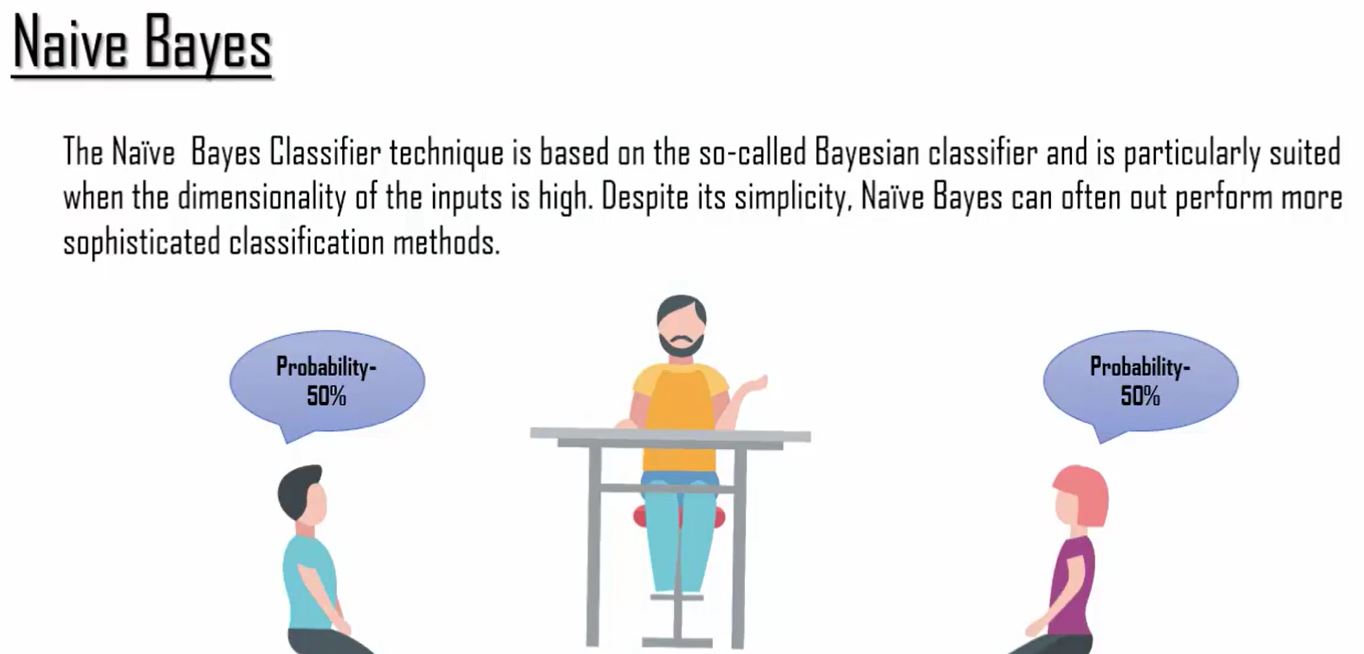 Naive Bayes
The Naïve Bayes Classifier technique is based on the so-called Bayesian classifier and is particularly suited
when the dimensionality of the inputs is high. Despite its simplicity, Naïve Bayes can often out perform more
sophisticated classification methods.
Probability-
50%
Probability-
50%